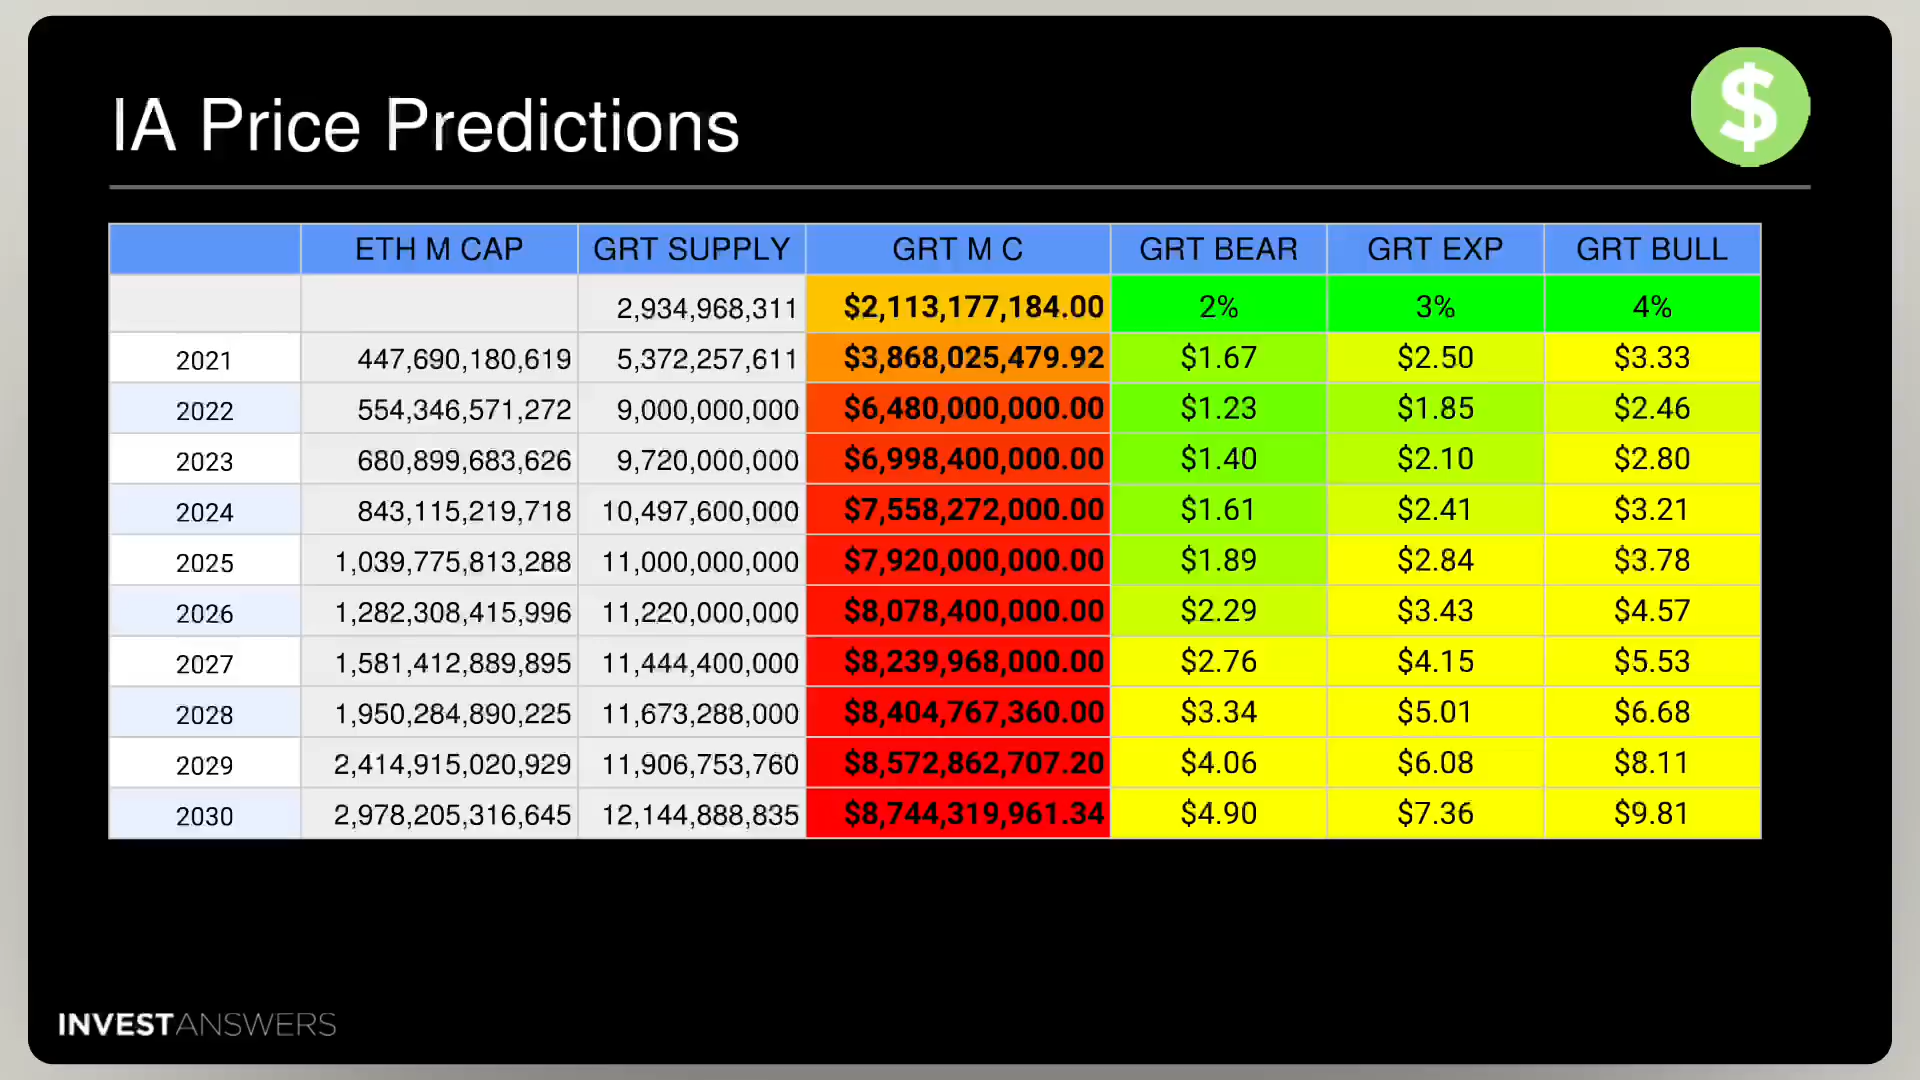 $
IA Price Predictions
ETH M CAP GRT SUPPLY GRT M C GRT BEAR GRT EXP GRT BULL
2,934,968,311 $2,113,177,184.00 2% 3% 4%
2021 447,690,180,619 5,372,257,611 $3,868,025,479.92 $1.67 $2.50 $3.33
2022 554,346,571,272 9,000,000,000 $6,480,000,000.00 $1.23 $1.85 $2.46
2023 680,899,683,626 9,720,000,000 $6,998,400,000.00 $1.40 $2.10 $2.80
2024 843,115,219,718 10,497,600,000 $7,558,272,000.00 $1.61 $2.41 $3.21
2025 1,039,775,813,288 11,000,000,000 $7,920,000,000.00 $1.89 $2.84 $3.78
2026 1,282,308,415,996 11,220,000,000 $8,078,400,000.00 $2.29 $3.43 $4.57
2027 1,581,412,889,895 11,444,400,000 $8,239,968,000.00 $2.76 $4.15 $5.53
2028 1,950,284,890,225 11,673,288,000 $8,404,767,360.00 $3.34 $5.01 $6.68
2029 2,414,915,020,929 11,906,753,760 $8,572,862,707.20 $4.06 $6.08 $8.11
2030 2,978,205,316,645 12,144,888,835 $8,744,319,961.34 $4.90 $7.36 $9.81
INVESTANSWERS